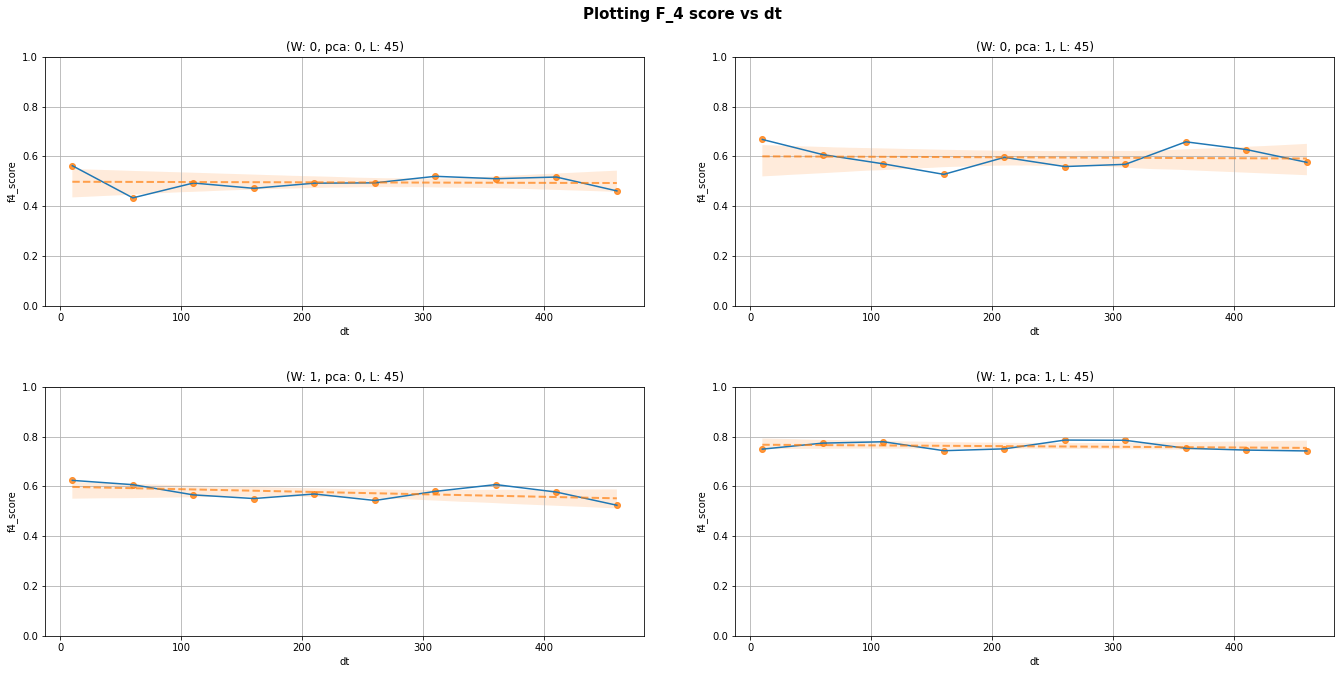 Plotting F_4 score vs dt
(W: 0, pca: 0, L: 45)
1.0
0.8
0.6
0.4
0.2
0.0
f4_score
0 100 200 300 400
dt
(W: 0, pca: 1, L: 45)
1.0
0.8
0.6
0.4
0.2
0.0
f4_score
0 100 200 300 400
dt
(W: 1, pca: 0, L: 45)
1.0
0.8
0.6
0.4
0.2
0.0
f4_score
0 100 200 300 400
dt
(W: 1, pca: 1, L: 45)
1.0
0.8
0.6
0.4
0.2
0.0
f4_score
0 100 200 300 400
dt